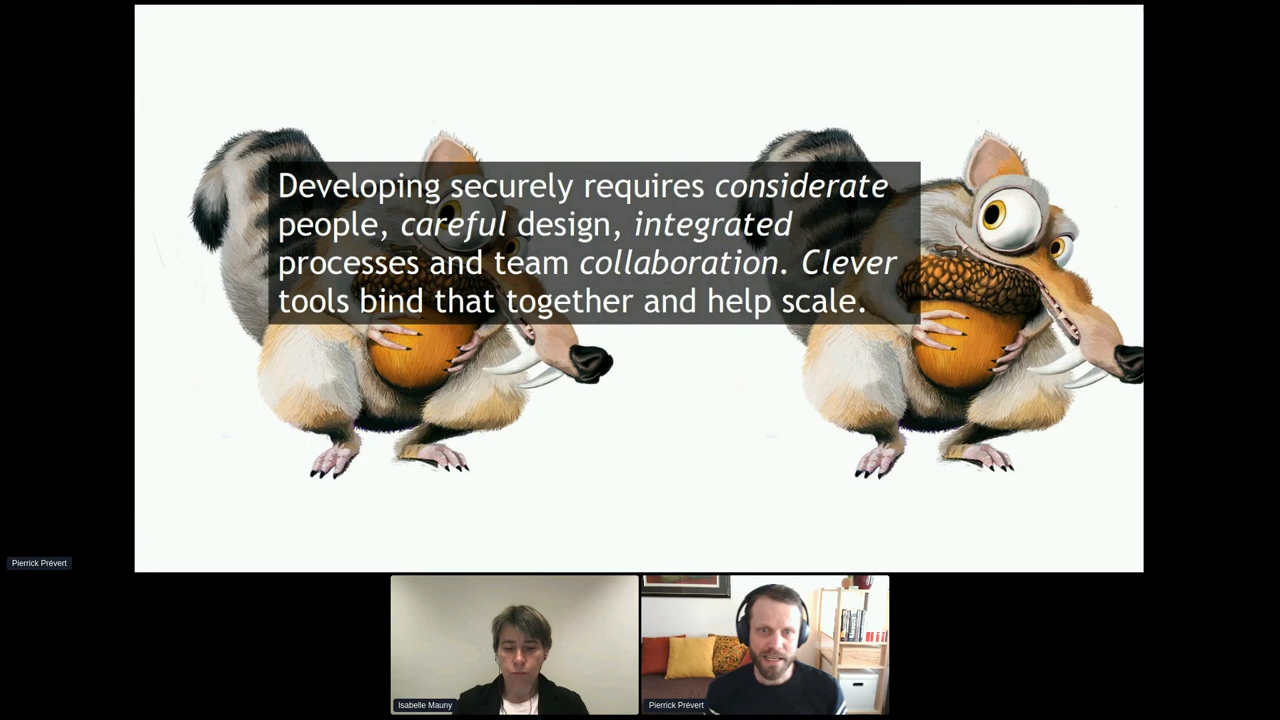 Developing securely requires considerate
people, careful design, integrated
processes and team collaboration. Clever
tools bind that together and help scale.
Pierrick Prévert
Isabelle Mauny
Pierrick Prévert